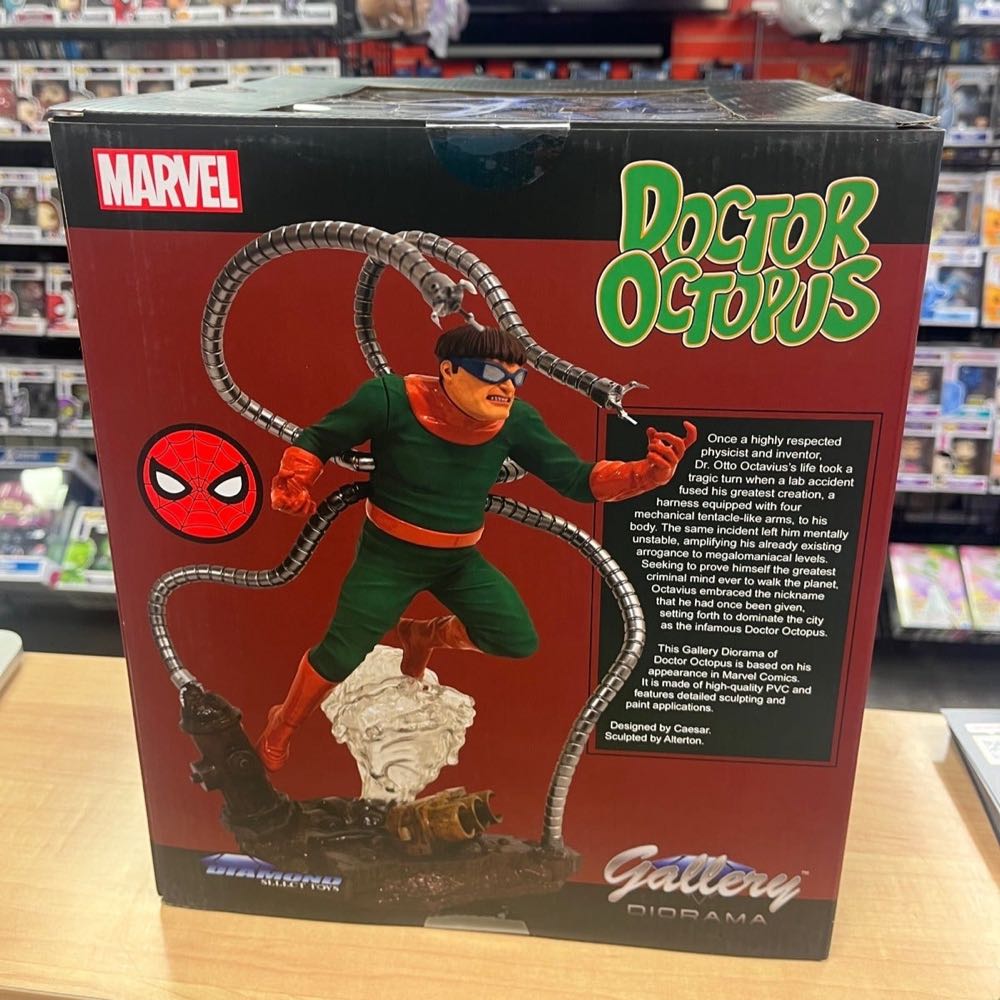 MARVEL
DOCTOR
OCTOPUS
Once a highly respected
physicist and inventor,
Dr. Otto Octavius's life took a
tragic turn when a lab accident
fused his greatest creation, a
harness equipped with four
mechanical tentacle-like arms, to his
body. The same incident left him mentally
unstable, amplifying his already existing
arrogance to megalomaniacal levels.
Seeking to prove himself the greatest
criminal mind ever to walk the planet,
Octavius embraced the nickname
that he had once been given,
setting forth to dominate the city
as the infamous Doctor Octopus.
This Gallery Diorama of
Doctor Octopus is based on his
appearance in Marvel Comics.
It is made of high-quality PVC and
features detailed sculpting and
paint applications.
Designed by Caesar.
Sculpted by Alterton.
DIAMOND
SELECT TOYS
Gallery™
DIORAMA